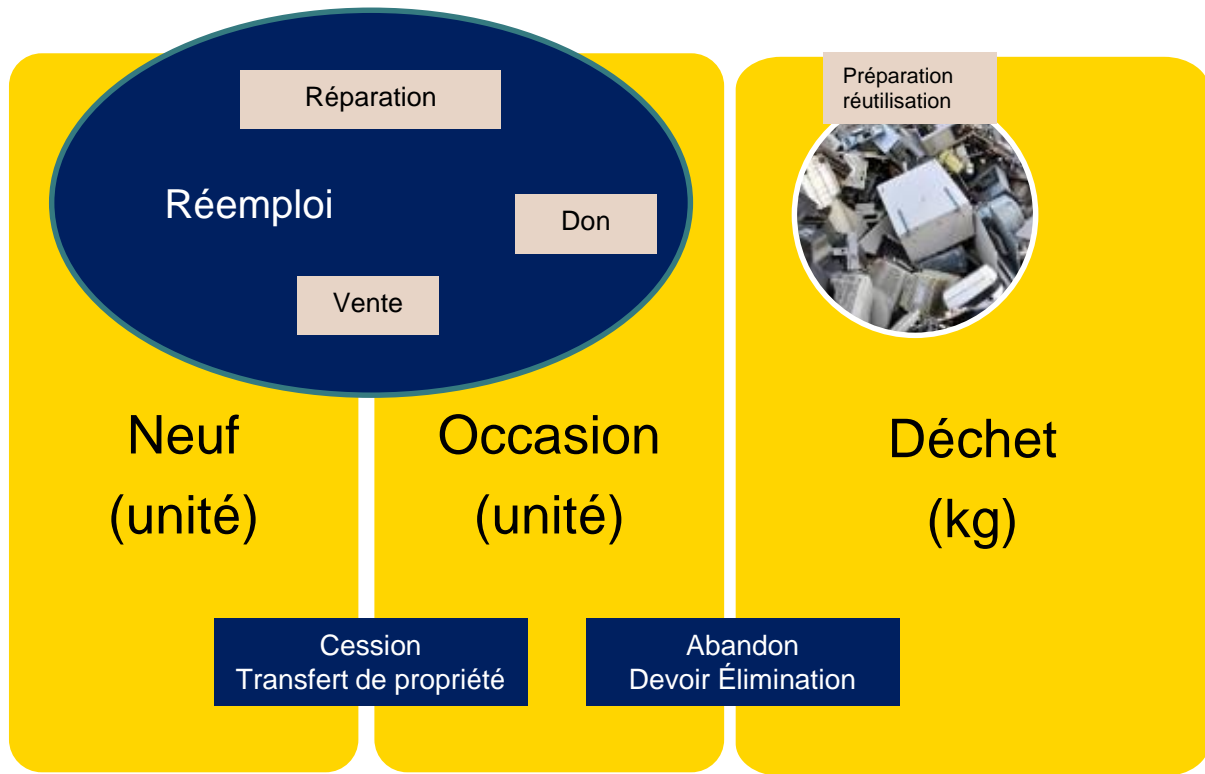 Réparation
Préparation
réutilisation
Réemploi
Don
Vente
Neuf
(unité)
Occasion
(unité)
Déchet
(kg)
Cession
Transfert de propriété
Abandon
Devoir Élimination